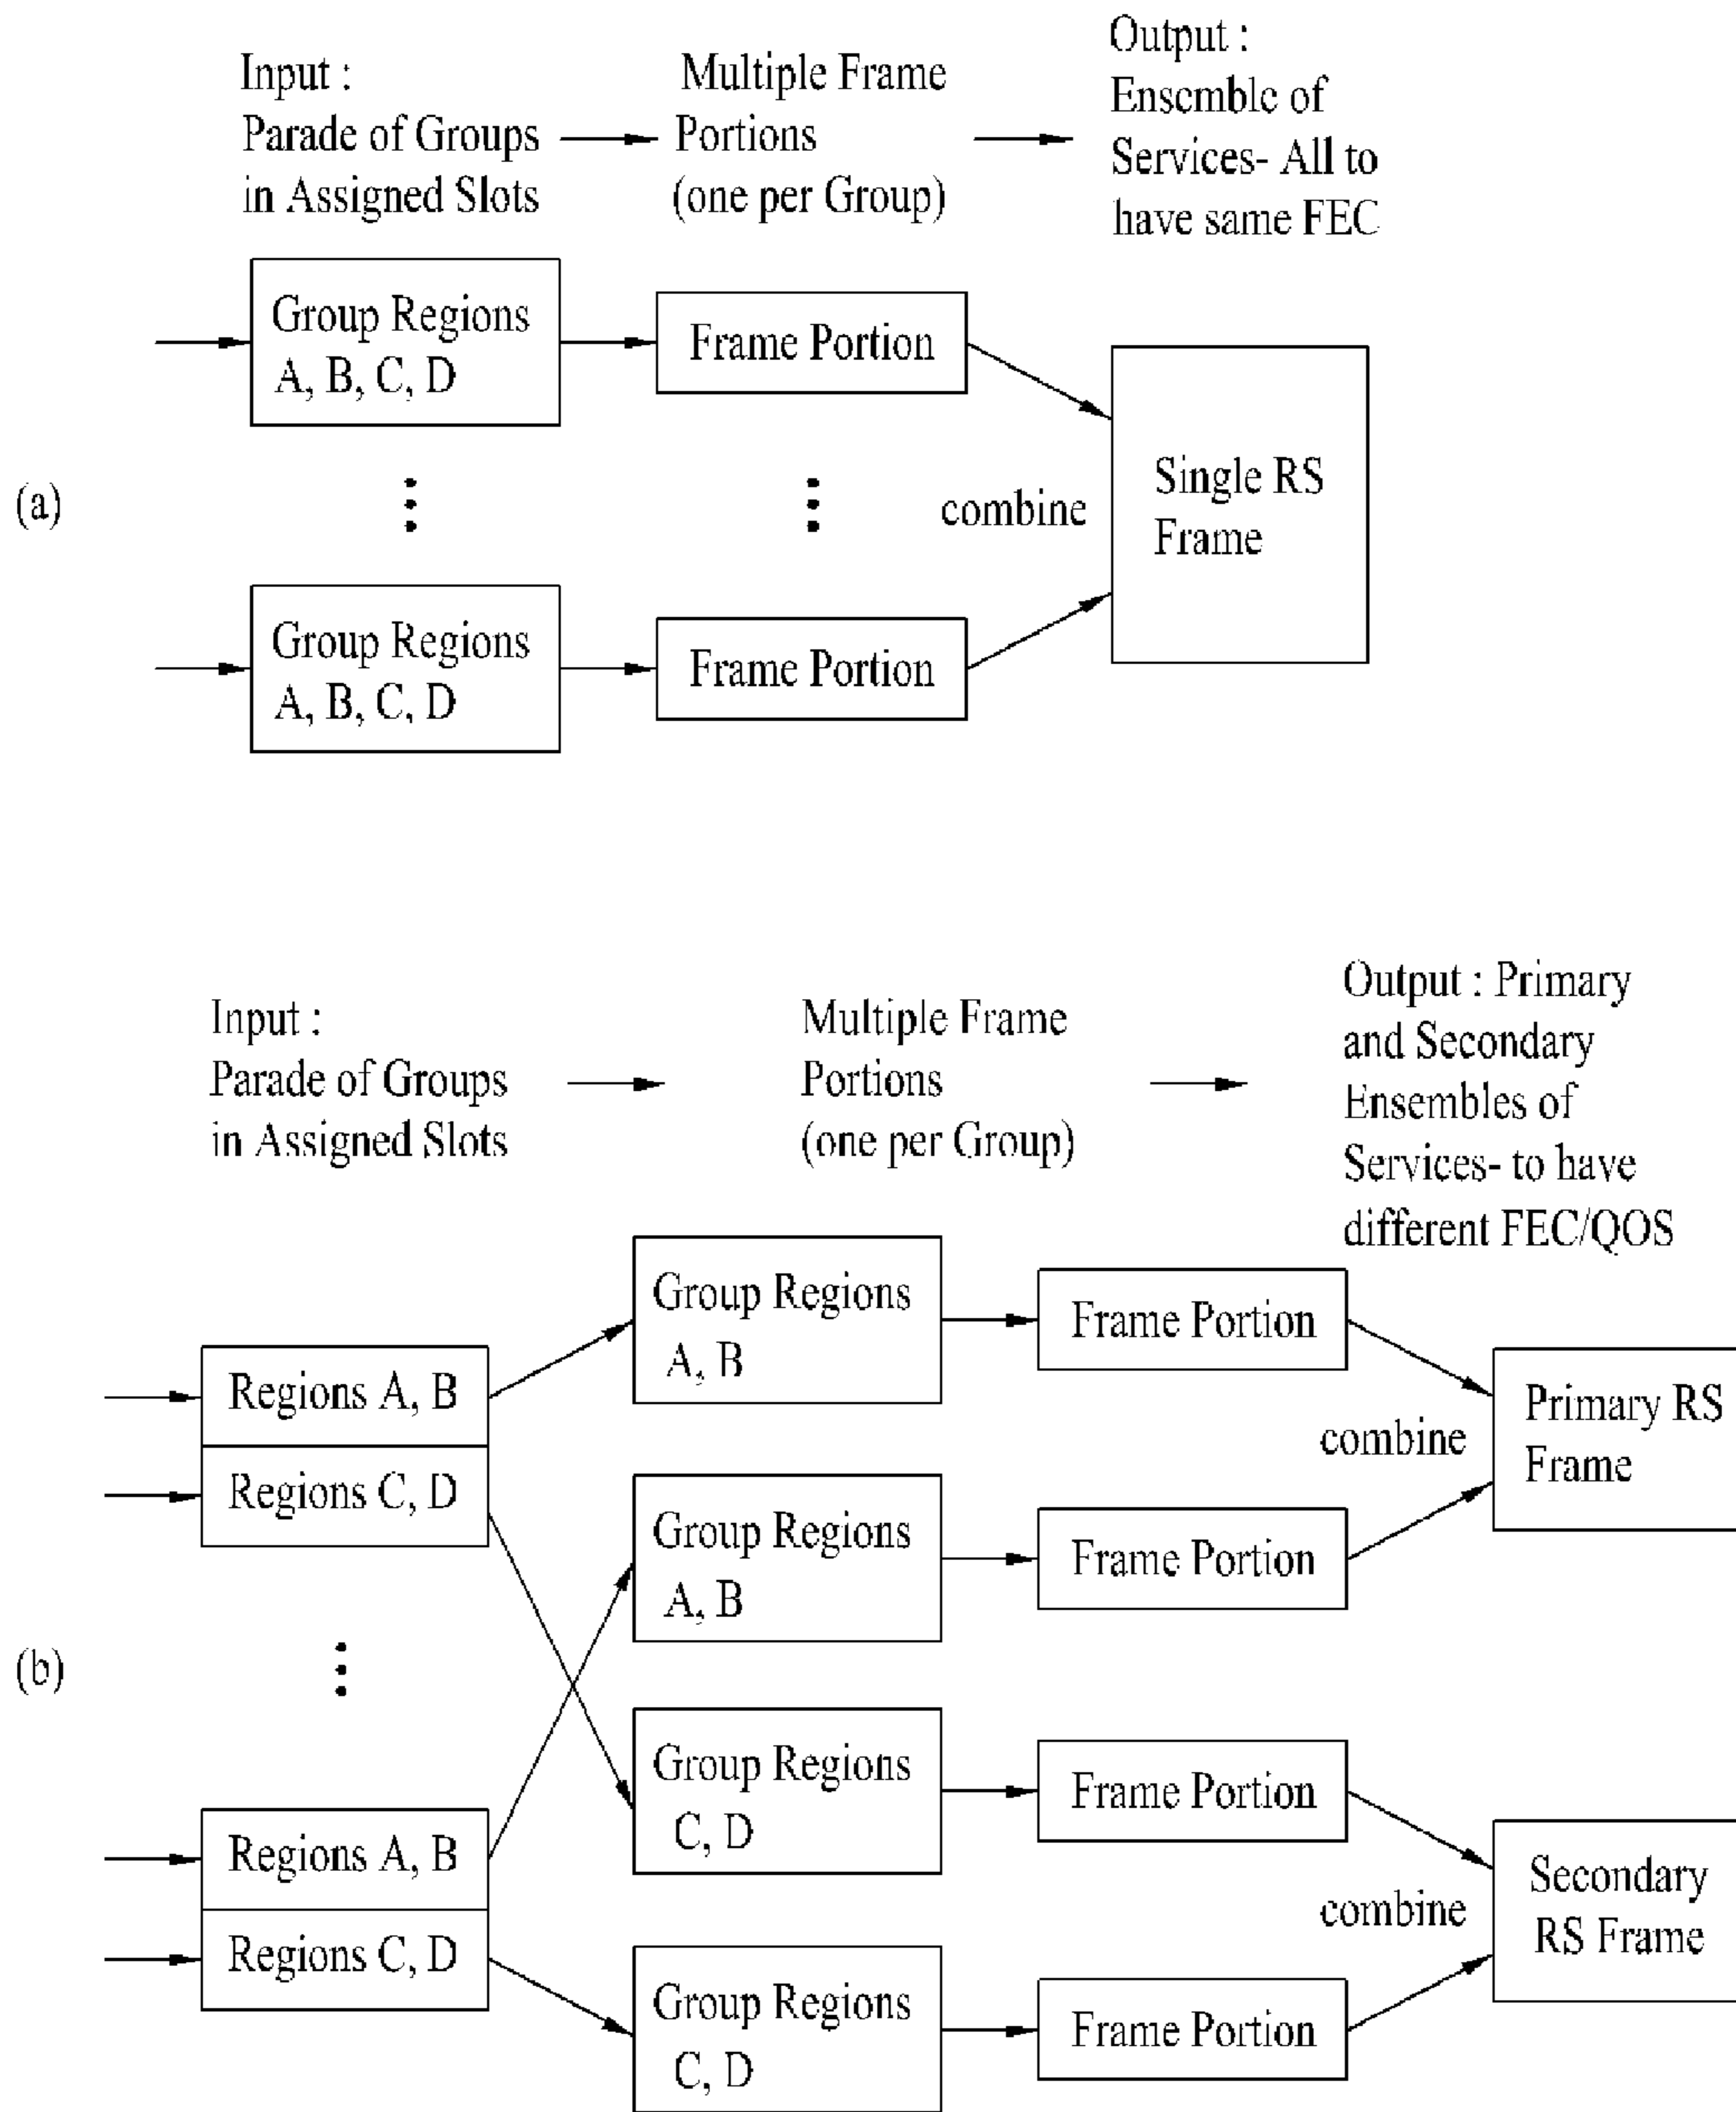 Input :
Parade of Groups
in Assigned Slots
Multiple Frame
Portions
(one per Group)
Output :
Ensemble of
Services- All to
have same FEC
(a)
Group Regions
A, B, C, D
Frame Portion
combine
Single RS
Frame
Group Regions
A, B, C, D
Frame Portion
Input :
Parade of Groups
in Assigned Slots
Multiple Frame
Portions
(one per Group)
Output : Primary
and Secondary
Ensembles of
Services- to have
different FEC/QOS
(b)
Regions A, B
Regions C, D
Regions A, B
Regions C, D
Group Regions
A, B
Group Regions
A, B
Group Regions
C, D
Group Regions
C, D
Frame Portion
Frame Portion
Frame Portion
Frame Portion
combine
Primary RS
Frame
combine
Secondary
RS Frame